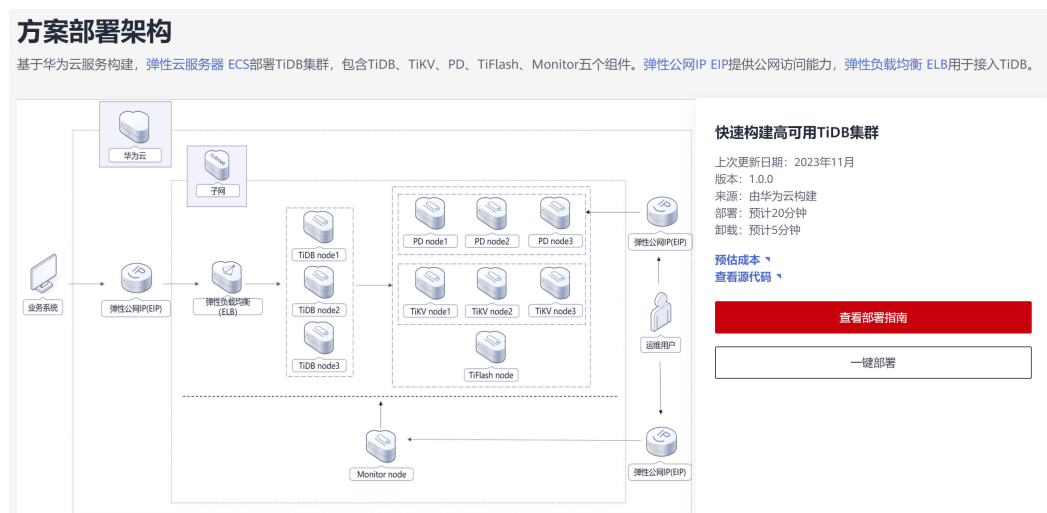 方案部署架构
基于华为云服务构建，弹性云服务器 ECS部署TiDB集群，包含TiDB、TiKV、PD、TiFlash、Monitor五个组件。弹性公网IP EIP提供公网访问能力，弹性负载均衡 ELB用于接入TiDB。
华为云
Subnet
子网
TiDB node1
TiDB node2
TiDB node3
PD node1
PD node2
PD node3
TiKV node1
TiKV node2
TiKV node3
TiFlash node
业务系统
IP
弹性公网IP(EIP)
弹性负载均衡
(ELB)
IP
弹性公网IP(EIP)
运维用户
IP
弹性公网IP(EIP)
Monitor node
快速构建高可用TiDB集群
上次更新日期：2023年11月
版本：1.0.0
来源：由华为云构建
部署：预计20分钟
卸载：预计5分钟
预估成本
查看源代码
查看部署指南
一键部署